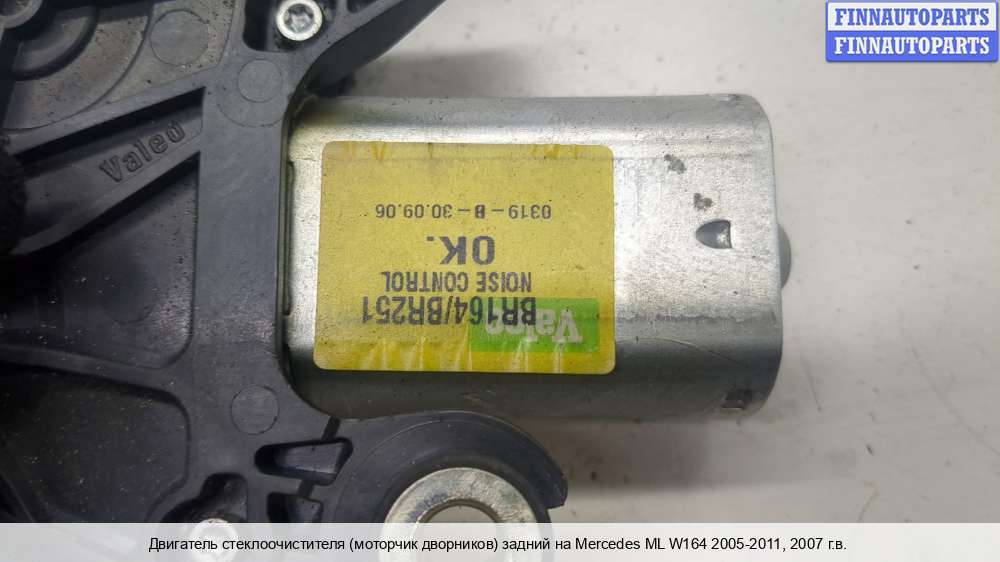 FINNAUTOPARTS
FINNAUTOPARTS
Valeo
Valeo
BR164/BR251
NOISE CONTROL
OK.
0319-B-30.09.06
Двигатель стеклоочистителя (моторчик дворников) задний на Mercedes ML W164 2005-2011, 2007 г.в.